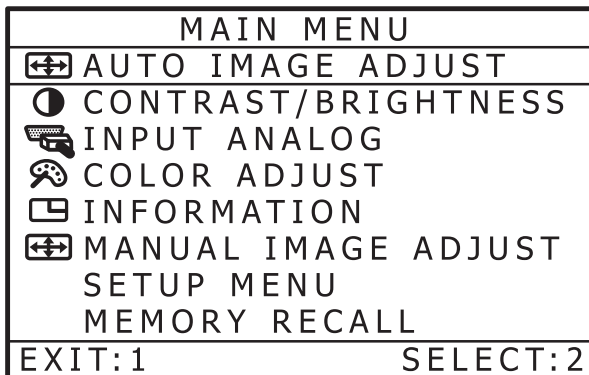 MAIN MENU
AUTO IMAGE ADJUST
CONTRAST/BRIGHTNESS
INPUT ANALOG
COLOR ADJUST
INFORMATION
MANUAL IMAGE ADJUST
SETUP MENU
MEMORY RECALL
EXIT:1 SELECT:2